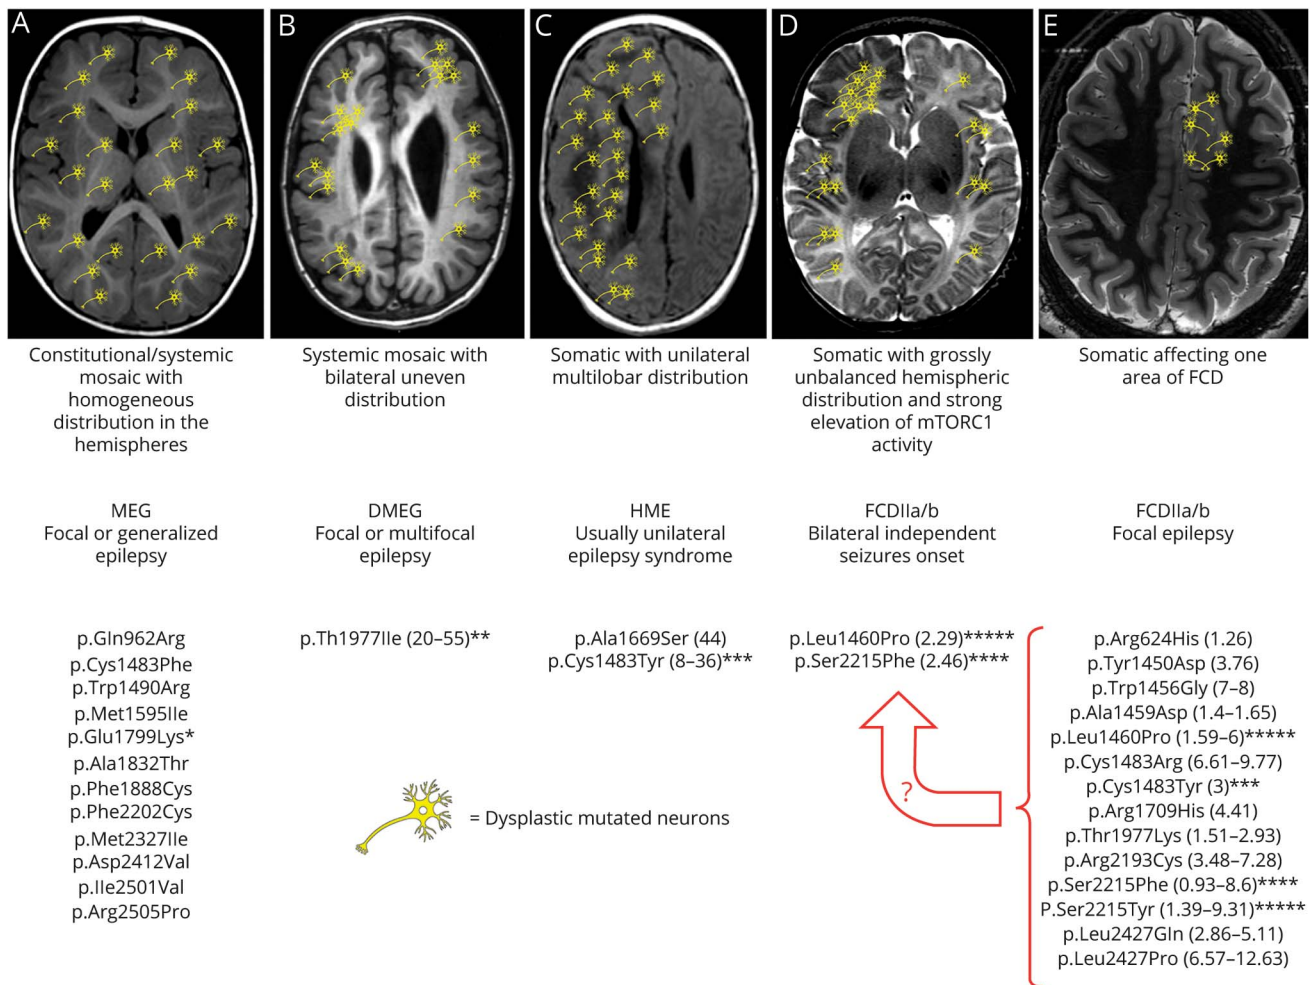 A
B
C
D
E
Constitutional/systemic
mosaic with
homogeneous
distribution in the
hemispheres
Systemic mosaic with
bilateral uneven
distribution
Somatic with unilateral
multilobar distribution
Somatic with grossly
unbalanced hemispheric
distribution and strong
elevation of mTORC1
activity
Somatic affecting one
area of FCD
MEG
Focal or generalized
epilepsy
DMEG
Focal or multifocal
epilepsy
HME
Usually unilateral
epilepsy syndrome
FCDIIa/b
Bilateral independent
seizures onset
FCDIIa/b
Focal epilepsy
p.Gln962Arg
p.Cys1483Phe
p.Trp1490Arg
p.Met1595Ile
p.Glu1799Lys*
p.Ala1832Thr
p.Phe1888Cys
p.Phe2202Cys
p.Met2327Ile
p.Asp2412Val
p.Ile2501Val
p.Arg2505Pro
p.Th1977Ile (20–55)**
p.Ala1669Ser (44)
p.Cys1483Tyr (8–36)***
p.Leu1460Pro (2.29)*****
p.Ser2215Phe (2.46)****
?
= Dysplastic mutated neurons
p.Arg624His (1.26)
p.Tyr1450Asp (3.76)
p.Trp1456Gly (7–8)
p.Ala1459Asp (1.4–1.65)
p.Leu1460Pro (1.59–6)*****
p.Cys1483Arg (6.61–9.77)
p.Cys1483Tyr (3)***
p.Arg1709His (4.41)
p.Thr1977Lys (1.51–2.93)
p.Arg2193Cys (3.48–7.28)
p.Ser2215Phe (0.93–8.6)****
P.Ser2215Tyr (1.39–9.31)*****
p.Leu2427Gln (2.86–5.11)
p.Leu2427Pro (6.57–12.63)